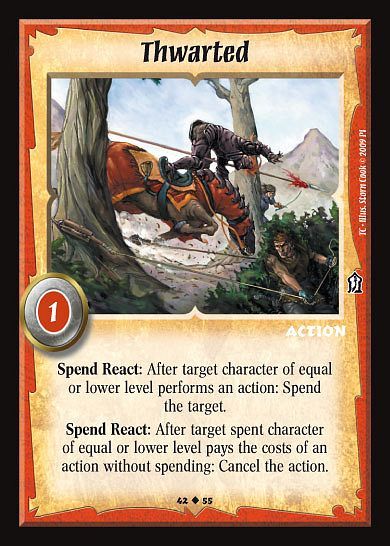 Thwarted
TC • Illus. Storn Cook © 2009 P1
1
ACTION
Spend React: After target character of equal
or lower level performs an action: Spend
the target.
Spend React: After target spent character
of equal or lower level pays the costs of an
action without spending: Cancel the action.
42 ◆ 55